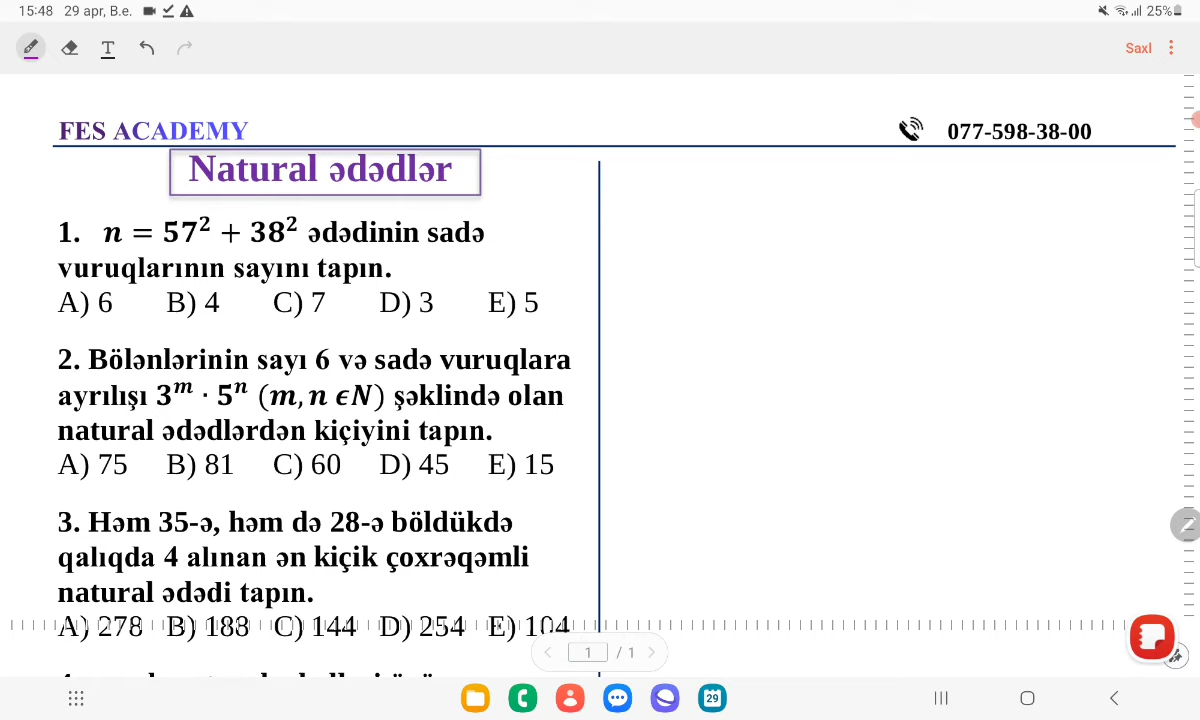 15:48 29 apr, B.e. 25%
T Saxl
FES ACADEMY 077-598-38-00
Natural ədədlər
1. n = 57² + 38² ədədinin sadə
vuruqlarının sayını tapın.
A) 6 B) 4 C) 7 D) 3 E) 5
2. Bölənlərinin sayı 6 və sadə vuruqlara
ayrılışı 3ᵐ · 5ⁿ (m, n ϵN) şəklində olan
natural ədədlərdən kiçiyini tapın.
A) 75 B) 81 C) 60 D) 45 E) 15
3. Həm 35-ə, həm də 28-ə böldükdə
qalıqda 4 alınan ən kiçik çoxrəqəmli
natural ədədi tapın.
A) 278 B) 188 C) 144 D) 254 E) 104
1 / 1
29